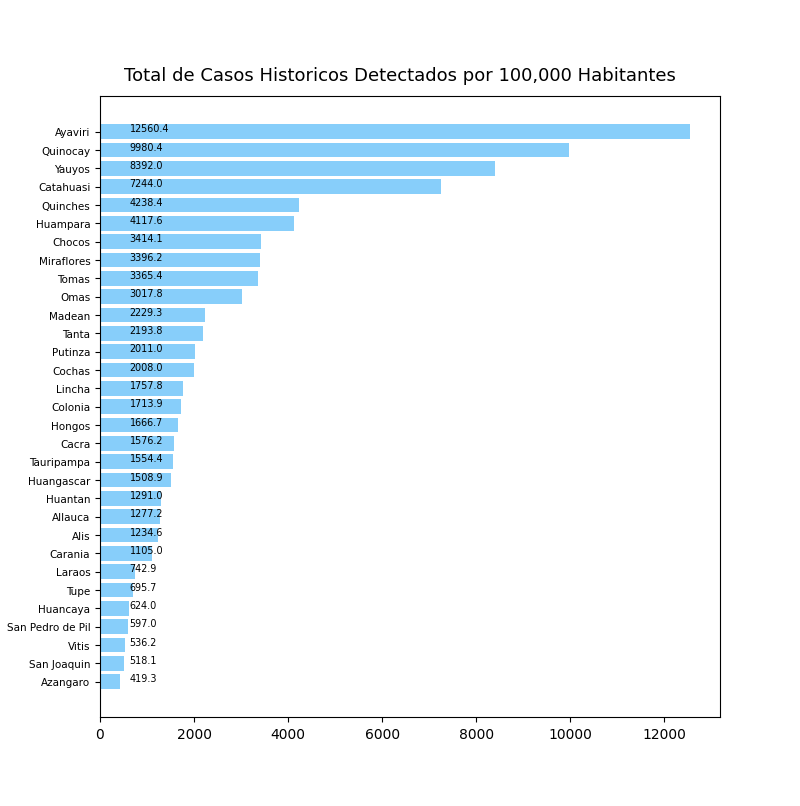 Total de Casos Historicos Detectados por 100,000 Habitantes
Ayaviri 12560.4
Quinocay 9980.4
Yauyos 8392.0
Catahuasi 7244.0
Quinches 4238.4
Huampara 4117.6
Chocos 3414.1
Miraflores 3396.2
Tomas 3365.4
Omas 3017.8
Madean 2229.3
Tanta 2193.8
Putinza 2011.0
Cochas 2008.0
Lincha 1757.8
Colonia 1713.9
Hongos 1666.7
Cacra 1576.2
Tauripampa 1554.4
Huangascar 1508.9
Huantan 1291.0
Allauca 1277.2
Alis 1234.6
Carania 1105.0
Laraos 742.9
Tupe 695.7
Huancaya 624.0
San Pedro de Pil 597.0
Vitis 536.2
San Joaquin 518.1
Azangaro 419.3
0 2000 4000 6000 8000 10000 12000